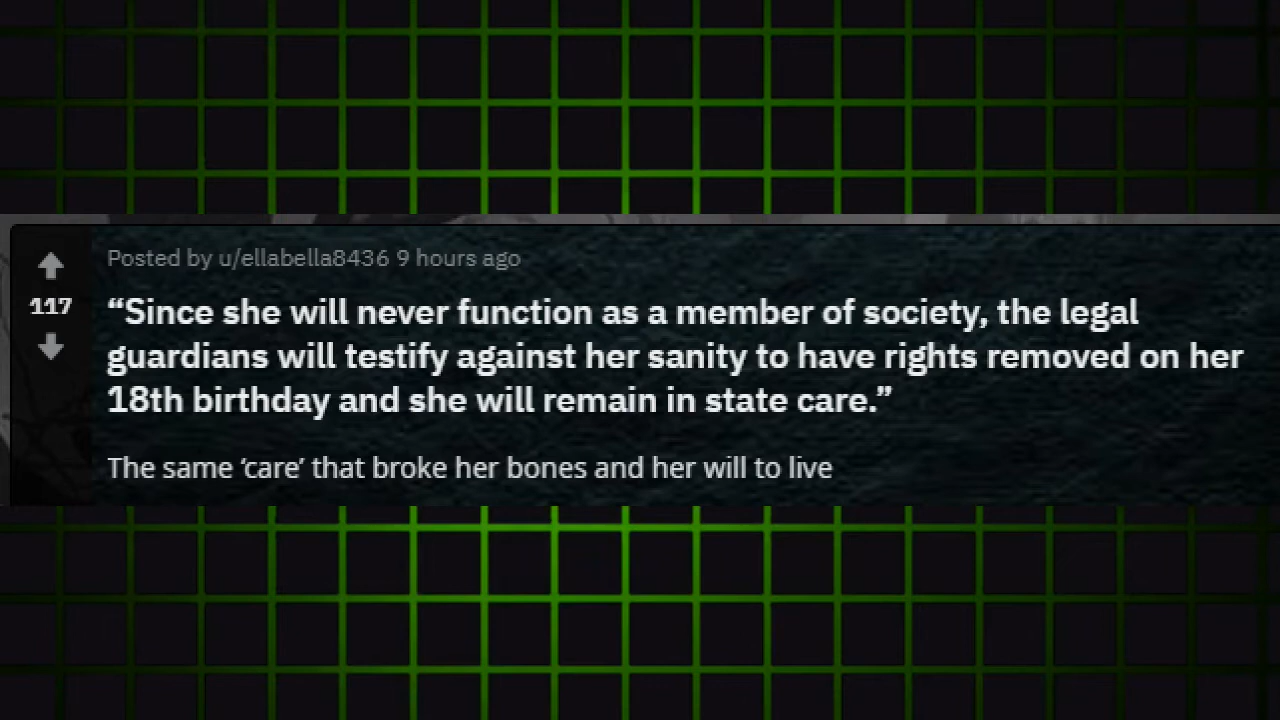 Posted by u/ellabella8436 9 hours ago
117
“Since she will never function as a member of society, the legal
guardians will testify against her sanity to have rights removed on her
18th birthday and she will remain in state care.”
The same ‘care’ that broke her bones and her will to live